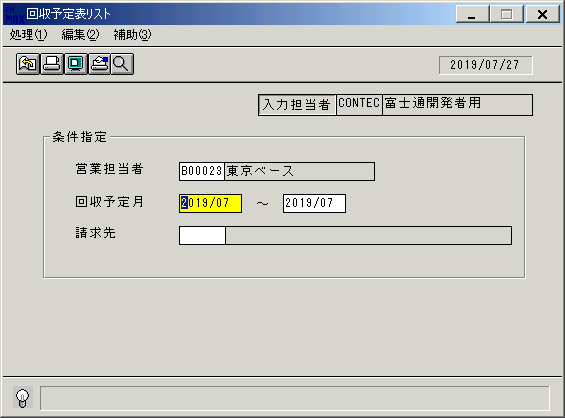 回収予定表リスト
処理(1) 編集(2) 補助(3)
2019/07/27
入力担当者 CONTEC 富士通開発者用
条件指定
営業担当者 B00023 東京ベース
回収予定月 2019/07 ～ 2019/07
請求先